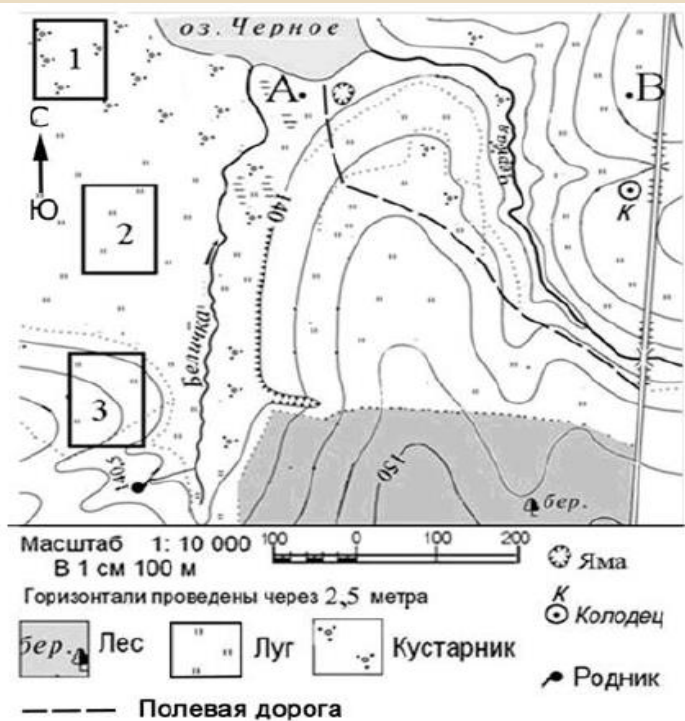 оз. Черное
1
С
А
В
Каширь
К
Ю
2
140
Беличка
3
140,5
150
бер.
Масштаб 1: 10 000
100 0 100 200
В 1 см 100 м
Горизонтали проведены через 2,5 метра
Яма
К
Колодец
бер.
Лес
Луг
Кустарник
Родник
Полевая дорога